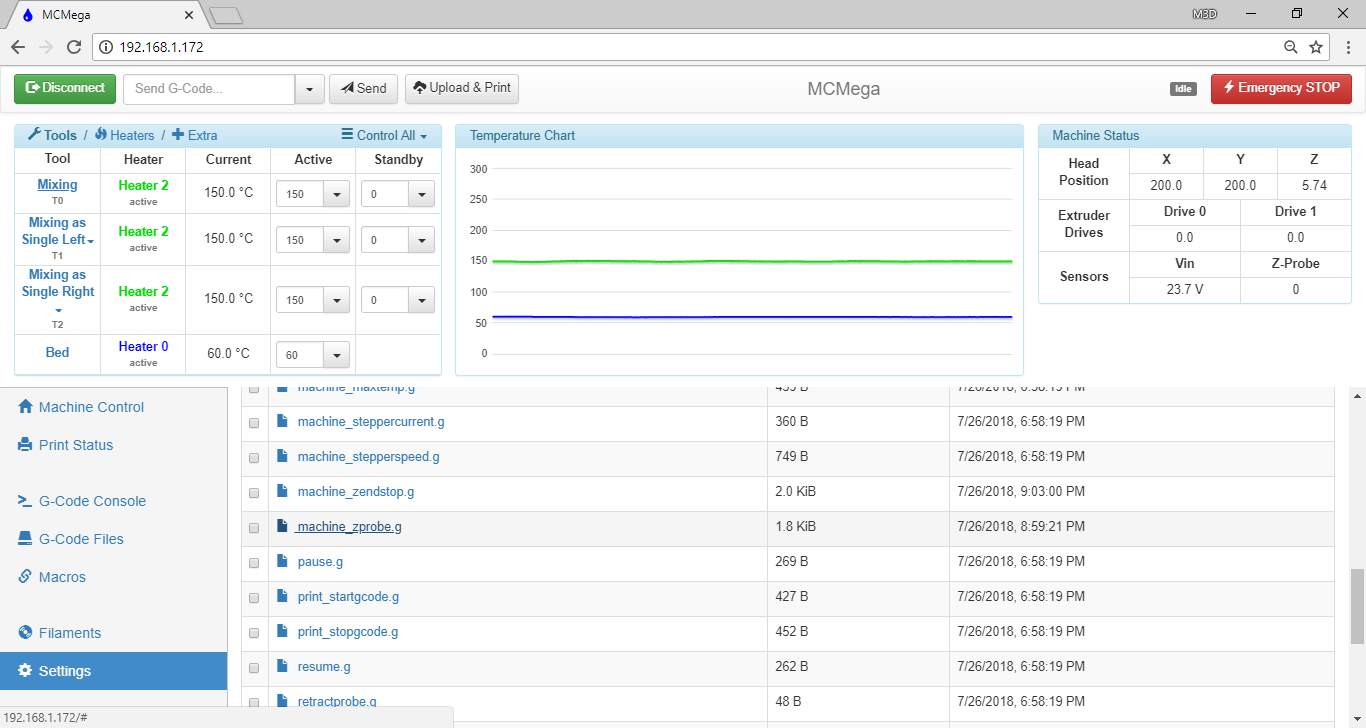 MCMega
M3D
192.168.1.172
Disconnect
Send G-Code...
Send
Upload & Print
MCMega
Idle
Emergency STOP
Tools / Heaters / Extra
Control All
Tool Heater Current Active Standby
Mixing
T0
Heater 2
active
150.0 °C
150
0
Mixing as
Single Left
T1
Heater 2
active
150.0 °C
150
0
Mixing as
Single Right
T2
Heater 2
active
150.0 °C
150
0
Bed
Heater 0
active
60.0 °C
60
Temperature Chart
300
250
200
150
100
50
0
Machine Status
Head
Position
X Y Z
200.0 200.0 5.74
Extruder
Drives
Drive 0 Drive 1
0.0 0.0
Sensors
Vin Z-Probe
23.7 V 0
Machine Control
Print Status
G-Code Console
G-Code Files
Macros
Filaments
Settings
machine_maxtemp.g 7/26/2018, 6:58:19 PM
machine_steppercurrent.g 360 B 7/26/2018, 6:58:19 PM
machine_stepperspeed.g 749 B 7/26/2018, 6:58:19 PM
machine_zendstop.g 2.0 KiB 7/26/2018, 9:03:00 PM
machine_zprobe.g 1.8 KiB 7/26/2018, 8:59:21 PM
pause.g 269 B 7/26/2018, 6:58:19 PM
print_startgcode.g 427 B 7/26/2018, 6:58:19 PM
print_stopgcode.g 452 B 7/26/2018, 6:58:19 PM
resume.g 262 B 7/26/2018, 6:58:19 PM
retractprobe.g 48 B 7/26/2018, 6:58:19 PM
192.168.1.172/#